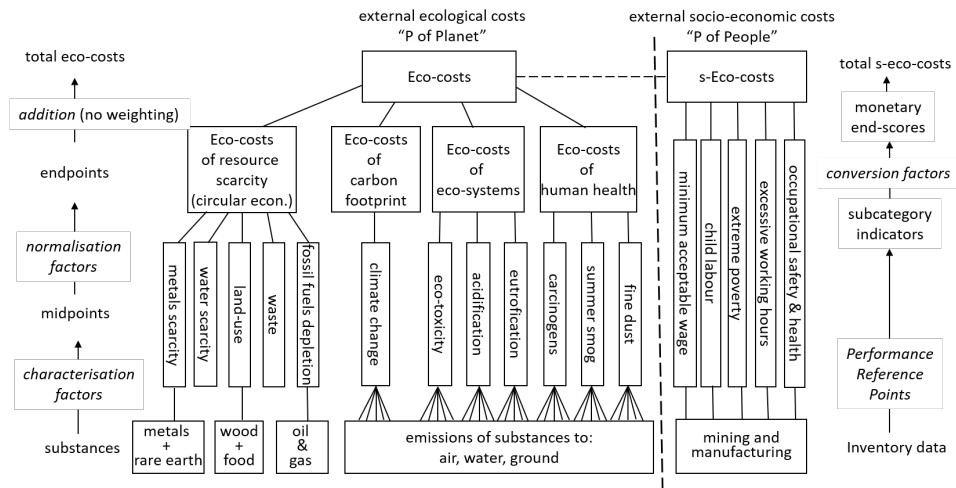 external ecological costs
“P of Planet”
external socio-economic costs
“P of People”
total eco-costs
addition (no weighting)
endpoints
normalisation
factors
midpoints
characterisation
factors
substances
Eco-costs
s-Eco-costs
Eco-costs
of resource
scarcity
(circular econ.)
Eco-costs
of
carbon
footprint
Eco-costs
of
eco-systems
Eco-costs
of
human health
metals scarcity
water scarcity
land-use
waste
fossil fuels depletion
climate change
eco-toxicity
acidification
eutrofication
carcinogens
summer smog
fine dust
minimum acceptable wage
child labour
extreme poverty
excessive working hours
occupational safety & health
metals
+
rare earth
wood
+
food
oil
&
gas
emissions of substances to:
air, water, ground
mining and
manufacturing
total s-eco-costs
monetary
end-scores
conversion factors
subcategory
indicators
Performance
Reference
Points
Inventory data